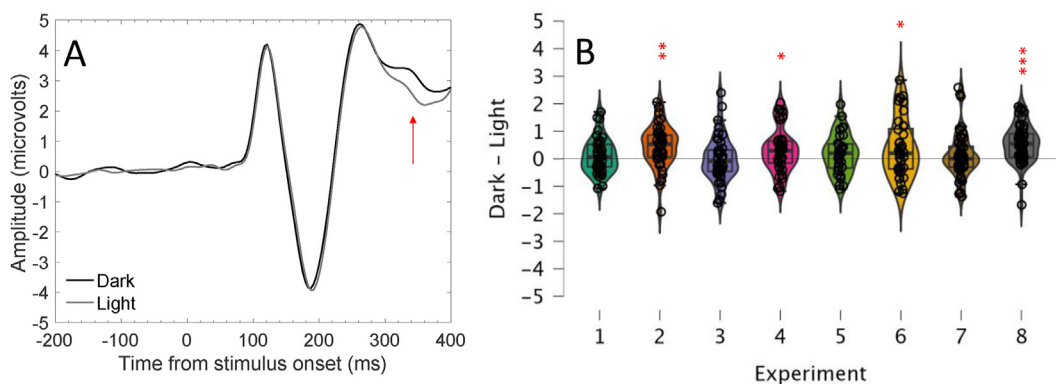 A
Amplitude (microvolts)
5
4
3
2
1
0
-1
-2
-3
-4
-5
Dark
Light
-200 -100 0 100 200 300 400
Time from stimulus onset (ms)
B
Dark - Light
5
4
3
2
1
0
-1
-2
-3
-4
-5
**
*
*
***
1 2 3 4 5 6 7 8
Experiment